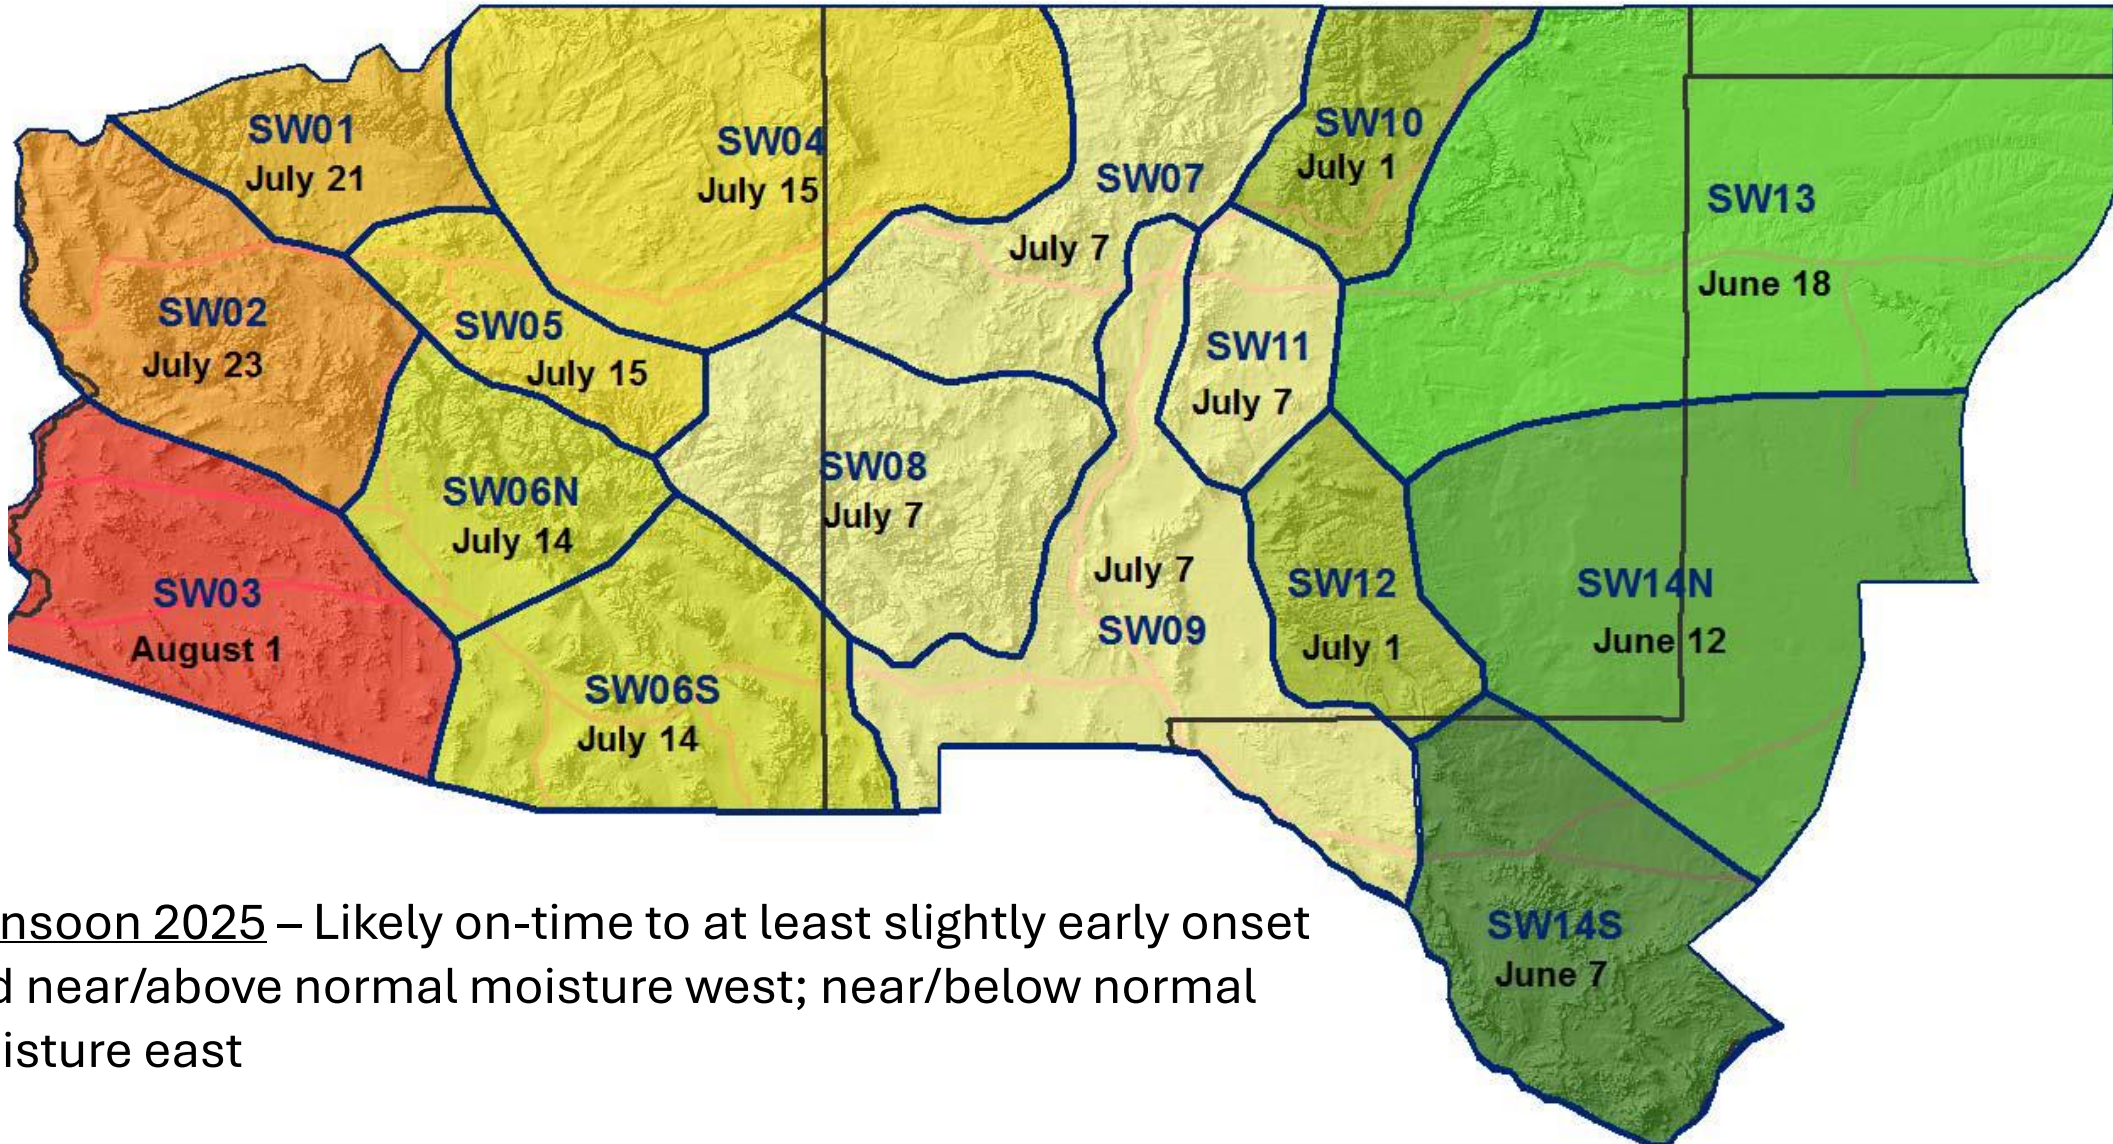 SW01
July 21
SW04
July 15
SW10
July 1
SW07
July 7
SW13
June 18
SW02
July 23
SW05
July 15
SW11
July 7
SW06N
July 14
SW08
July 7
SW03
August 1
July 7
SW09
SW12
July 1
SW14N
June 12
SW06S
July 14
SW14S
June 7
nsoon 2025 – Likely on-time to at least slightly early onset
d near/above normal moisture west; near/below normal
isture east